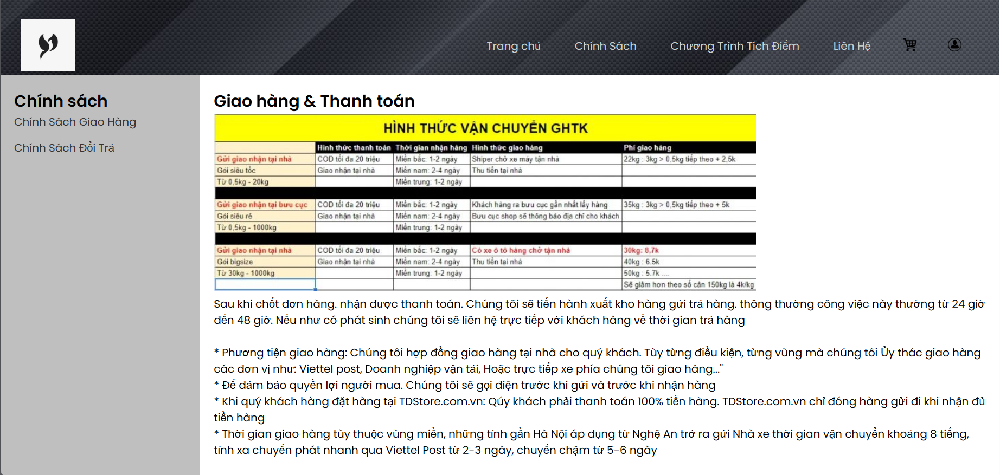 Trang chủ
Chính Sách
Chương Trình Tích Điểm
Liên Hệ
Chính sách
Chính Sách Giao Hàng
Chính Sách Đổi Trả
Giao hàng & Thanh toán
HÌNH THỨC VẬN CHUYỂN GHTK
Hình thức thanh toán Thời gian nhận hàng Hình thức giao hàng Phí giao hàng
Gửi giao nhận tại nhà COD tối đa 20 triệu Miền bắc: 1-2 ngày Shiper chở xe máy tận nhà 22kg : 3kg > 0,5kg tiếp theo + 2,5k
Gói siêu tốc Giao nhận tại nhà Miền nam: 2-4 ngày Thu tiền tại nhà
Từ 0,5kg - 20kg Miền trung: 1-2 ngày
Gửi giao nhận tại bưu cục COD tối đa 20 triệu Miền bắc: 1-2 ngày Khách hàng ra bưu cục gần nhất lấy hàng 35kg : 3kg > 0,5kg tiếp theo + 5k
Gói siêu rẻ Giao nhận tại nhà Miền nam: 2-4 ngày Bưu cục shop sẽ thông báo địa chỉ cho khách
Từ 0,5kg - 1000kg Miền trung: 1-2 ngày
Gửi giao nhận tại nhà COD tối đa 20 triệu Miền bắc: 1-2 ngày Có xe ô tô hàng chở tận nhà 30kg: 8,7k
Gói bigsize Giao nhận tại nhà Miền nam: 2-4 ngày Thu tiền tại nhà 40kg : 6.5k
Từ 30kg - 1000kg Miền trung: 1-2 ngày 50kg : 5.7k ....
Sẽ giảm hơn theo số cân 150kg là 4k/kg
Sau khi chốt đơn hàng. nhận được thanh toán. Chúng tôi sẽ tiến hành xuất kho hàng gửi trả hàng. thông thường công việc này thường từ 24 giờ
đến 48 giờ. Nếu như có phát sinh chúng tôi sẽ liên hệ trực tiếp với khách hàng về thời gian trả hàng
* Phương tiện giao hàng: Chúng tôi hợp đồng giao hàng tại nhà cho quý khách. Tùy từng điều kiện, từng vùng mà chúng tôi Ủy thác giao hàng
các đơn vị như: Viettel post, Doanh nghiệp vận tải, Hoặc trực tiếp xe phía chúng tôi giao hàng..."
* Để đảm bảo quyền lợi người mua. Chúng tôi sẽ gọi điện trước khi gửi và trước khi nhận hàng
* Khi quý khách hàng đặt hàng tại TDStore.com.vn: Qúy khách phải thanh toán 100% tiền hàng. TDStore.com.vn chỉ đóng hàng gửi đi khi nhận đủ
tiền hàng
* Thời gian giao hàng tùy thuộc vùng miền, những tỉnh gần Hà Nội áp dụng từ Nghệ An trở ra gửi Nhà xe thời gian vận chuyển khoảng 8 tiếng,
tỉnh xa chuyển phát nhanh qua Viettel Post từ 2-3 ngày, chuyển chậm từ 5-6 ngày